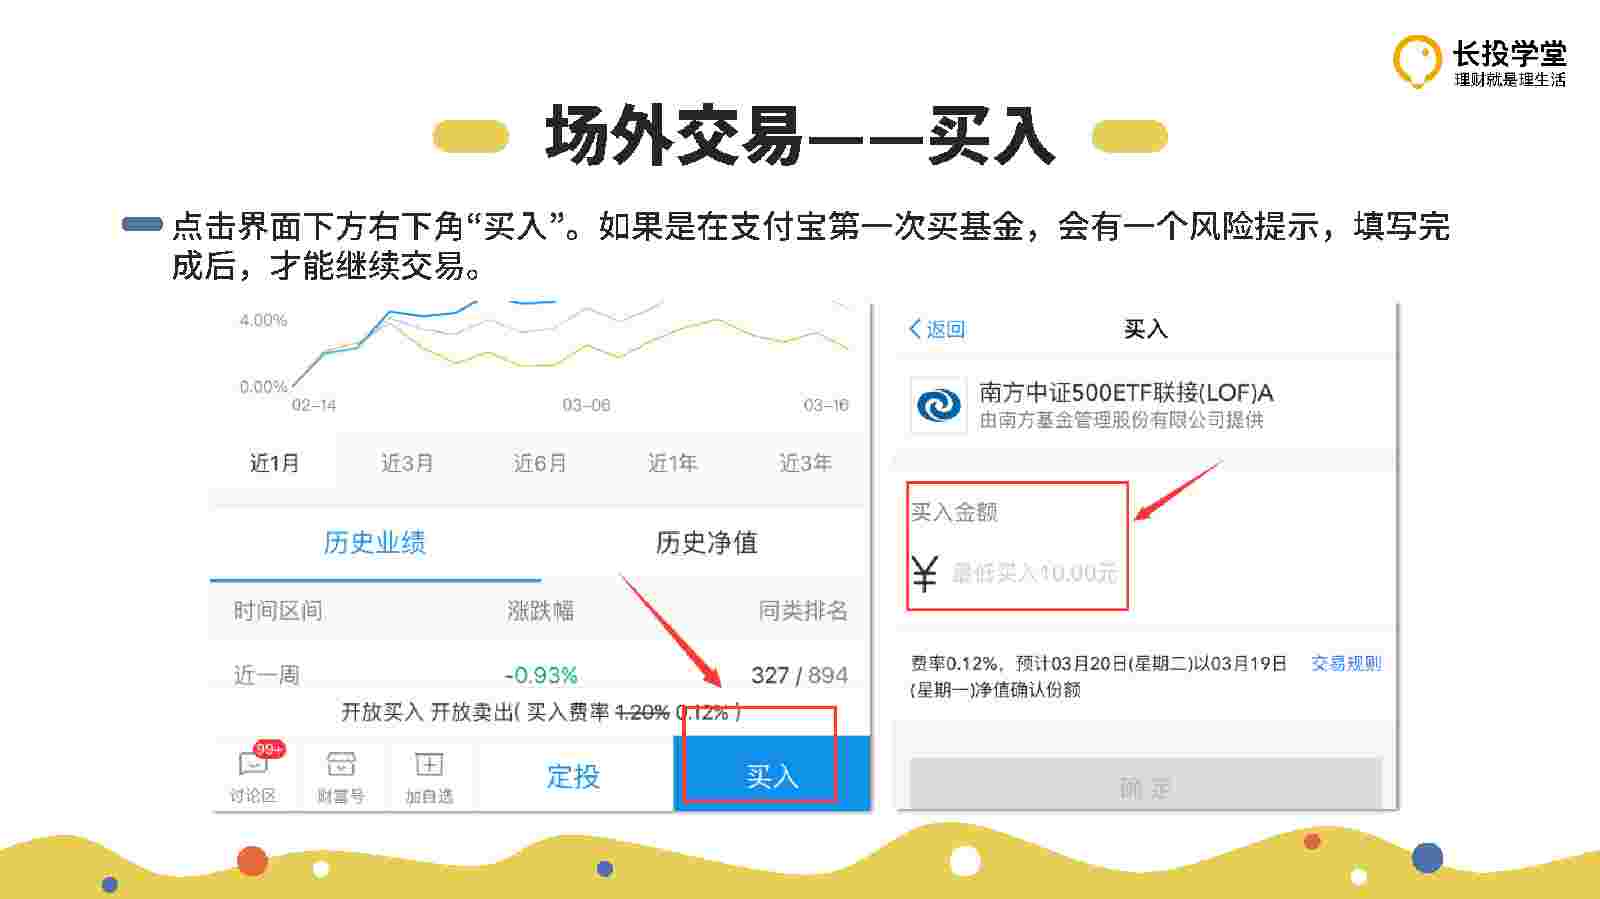 长投学堂
理财就是理生活
场外交易——买入
点击界面下方右下角“买入”。如果是在支付宝第一次买基金，会有一个风险提示，填写完
成后，才能继续交易。
4.00%
0.00%
02-14 03-06 03-16
近1月 近3月 近6月 近1年 近3年
历史业绩 历史净值
时间区间 涨跌幅 同类排名
近一周 -0.93% 327 / 894
开放买入 开放卖出( 买入费率 1.20% 0.12% )
99+
讨论区 财富号 加自选 定投 买入
返回 买入
南方中证500ETF联接(LOF)A
由南方基金管理股份有限公司提供
买入金额
¥ 最低买入10.00元
费率0.12%，预计03月20日(星期二)以03月19日 交易规则
(星期一)净值确认份额
确 定